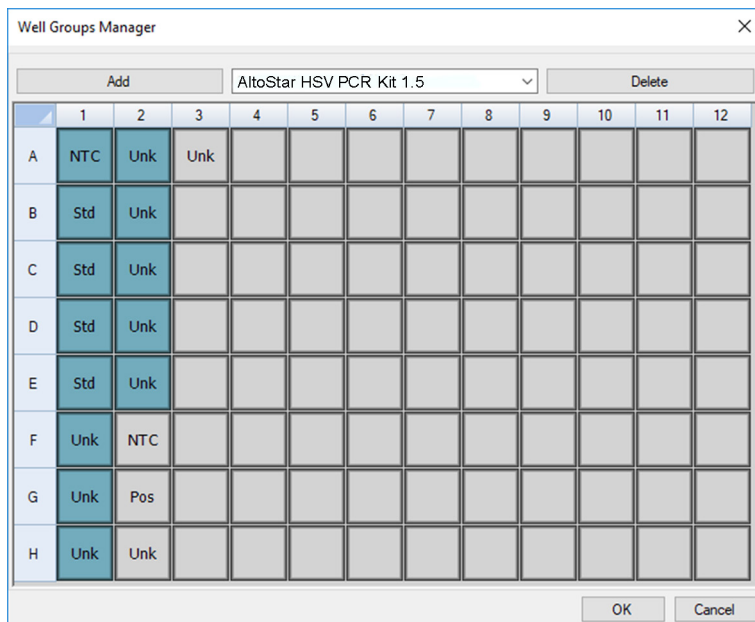 Well Groups Manager
Add AltoStar HSV PCR Kit 1.5 Delete
1 2 3 4 5 6 7 8 9 10 11 12
A NTC Unk Unk
B Std Unk
C Std Unk
D Std Unk
E Std Unk
F Unk NTC
G Unk Pos
H Unk Unk
OK Cancel